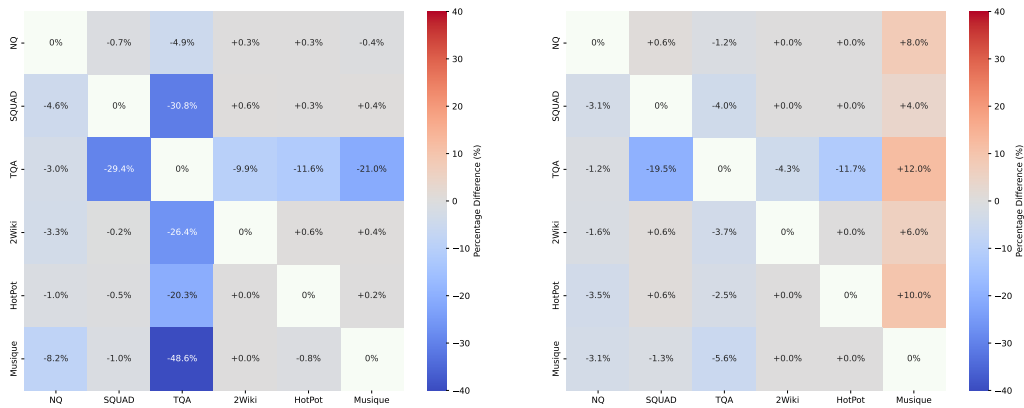 NQ 0% -0.7% -4.9% +0.3% +0.3% -0.4%
SQUAD -4.6% 0% -30.8% +0.6% +0.3% +0.4%
TQA -3.0% -29.4% 0% -9.9% -11.6% -21.0%
2Wiki -3.3% -0.2% -26.4% 0% +0.6% +0.4%
HotPot -1.0% -0.5% -20.3% +0.0% 0% +0.2%
Musique -8.2% -1.0% -48.6% +0.0% -0.8% 0%
NQ SQUAD TQA 2Wiki HotPot Musique
40
30
20
10
0
−10
−20
−30
−40
Percentage Difference (%)
NQ 0% +0.6% -1.2% +0.0% +0.0% +8.0%
SQUAD -3.1% 0% -4.0% +0.0% +0.0% +4.0%
TQA -1.2% -19.5% 0% -4.3% -11.7% +12.0%
2Wiki -1.6% +0.6% -3.7% 0% +0.0% +6.0%
HotPot -3.5% +0.6% -2.5% +0.0% 0% +10.0%
Musique -3.1% -1.3% -5.6% +0.0% +0.0% 0%
NQ SQUAD TQA 2Wiki HotPot Musique
40
30
20
10
0
−10
−20
−30
−40
Percentage Difference (%)